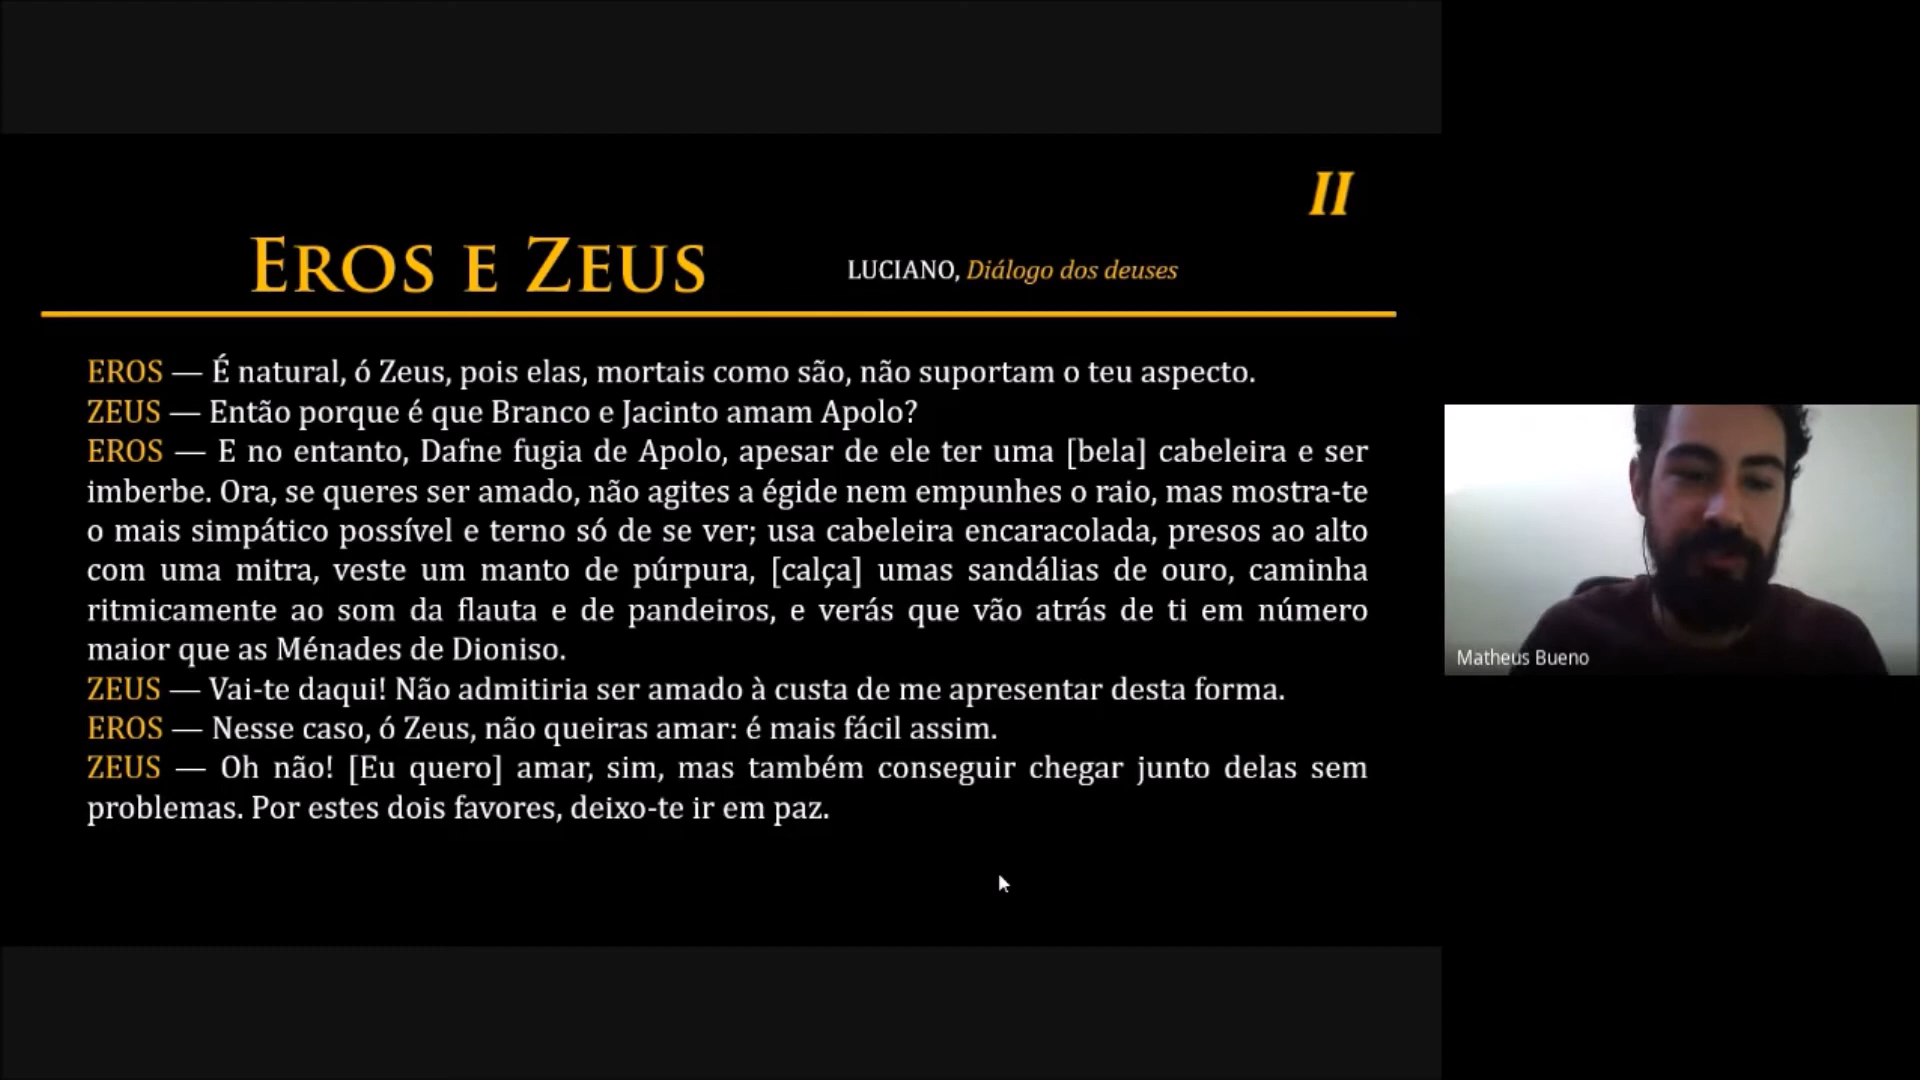 II
EROS E ZEUS
LUCIANO, Diálogo dos deuses
EROS — É natural, ó Zeus, pois elas, mortais como são, não suportam o teu aspecto.
ZEUS — Então porque é que Branco e Jacinto amam Apolo?
EROS — E no entanto, Dafne fugia de Apolo, apesar de ele ter uma [bela] cabeleira e ser
imberbe. Ora, se queres ser amado, não agites a égide nem empunhes o raio, mas mostra-te
o mais simpático possível e terno só de se ver; usa cabeleira encaracolada, presos ao alto
com uma mitra, veste um manto de púrpura, [calça] umas sandálias de ouro, caminha
ritmicamente ao som da flauta e de pandeiros, e verás que vão atrás de ti em número
maior que as Ménades de Dioniso.
ZEUS — Vai-te daqui! Não admitiria ser amado à custa de me apresentar desta forma.
EROS — Nesse caso, ó Zeus, não queiras amar: é mais fácil assim.
ZEUS — Oh não! [Eu quero] amar, sim, mas também conseguir chegar junto delas sem
problemas. Por estes dois favores, deixo-te ir em paz.
Matheus Bueno